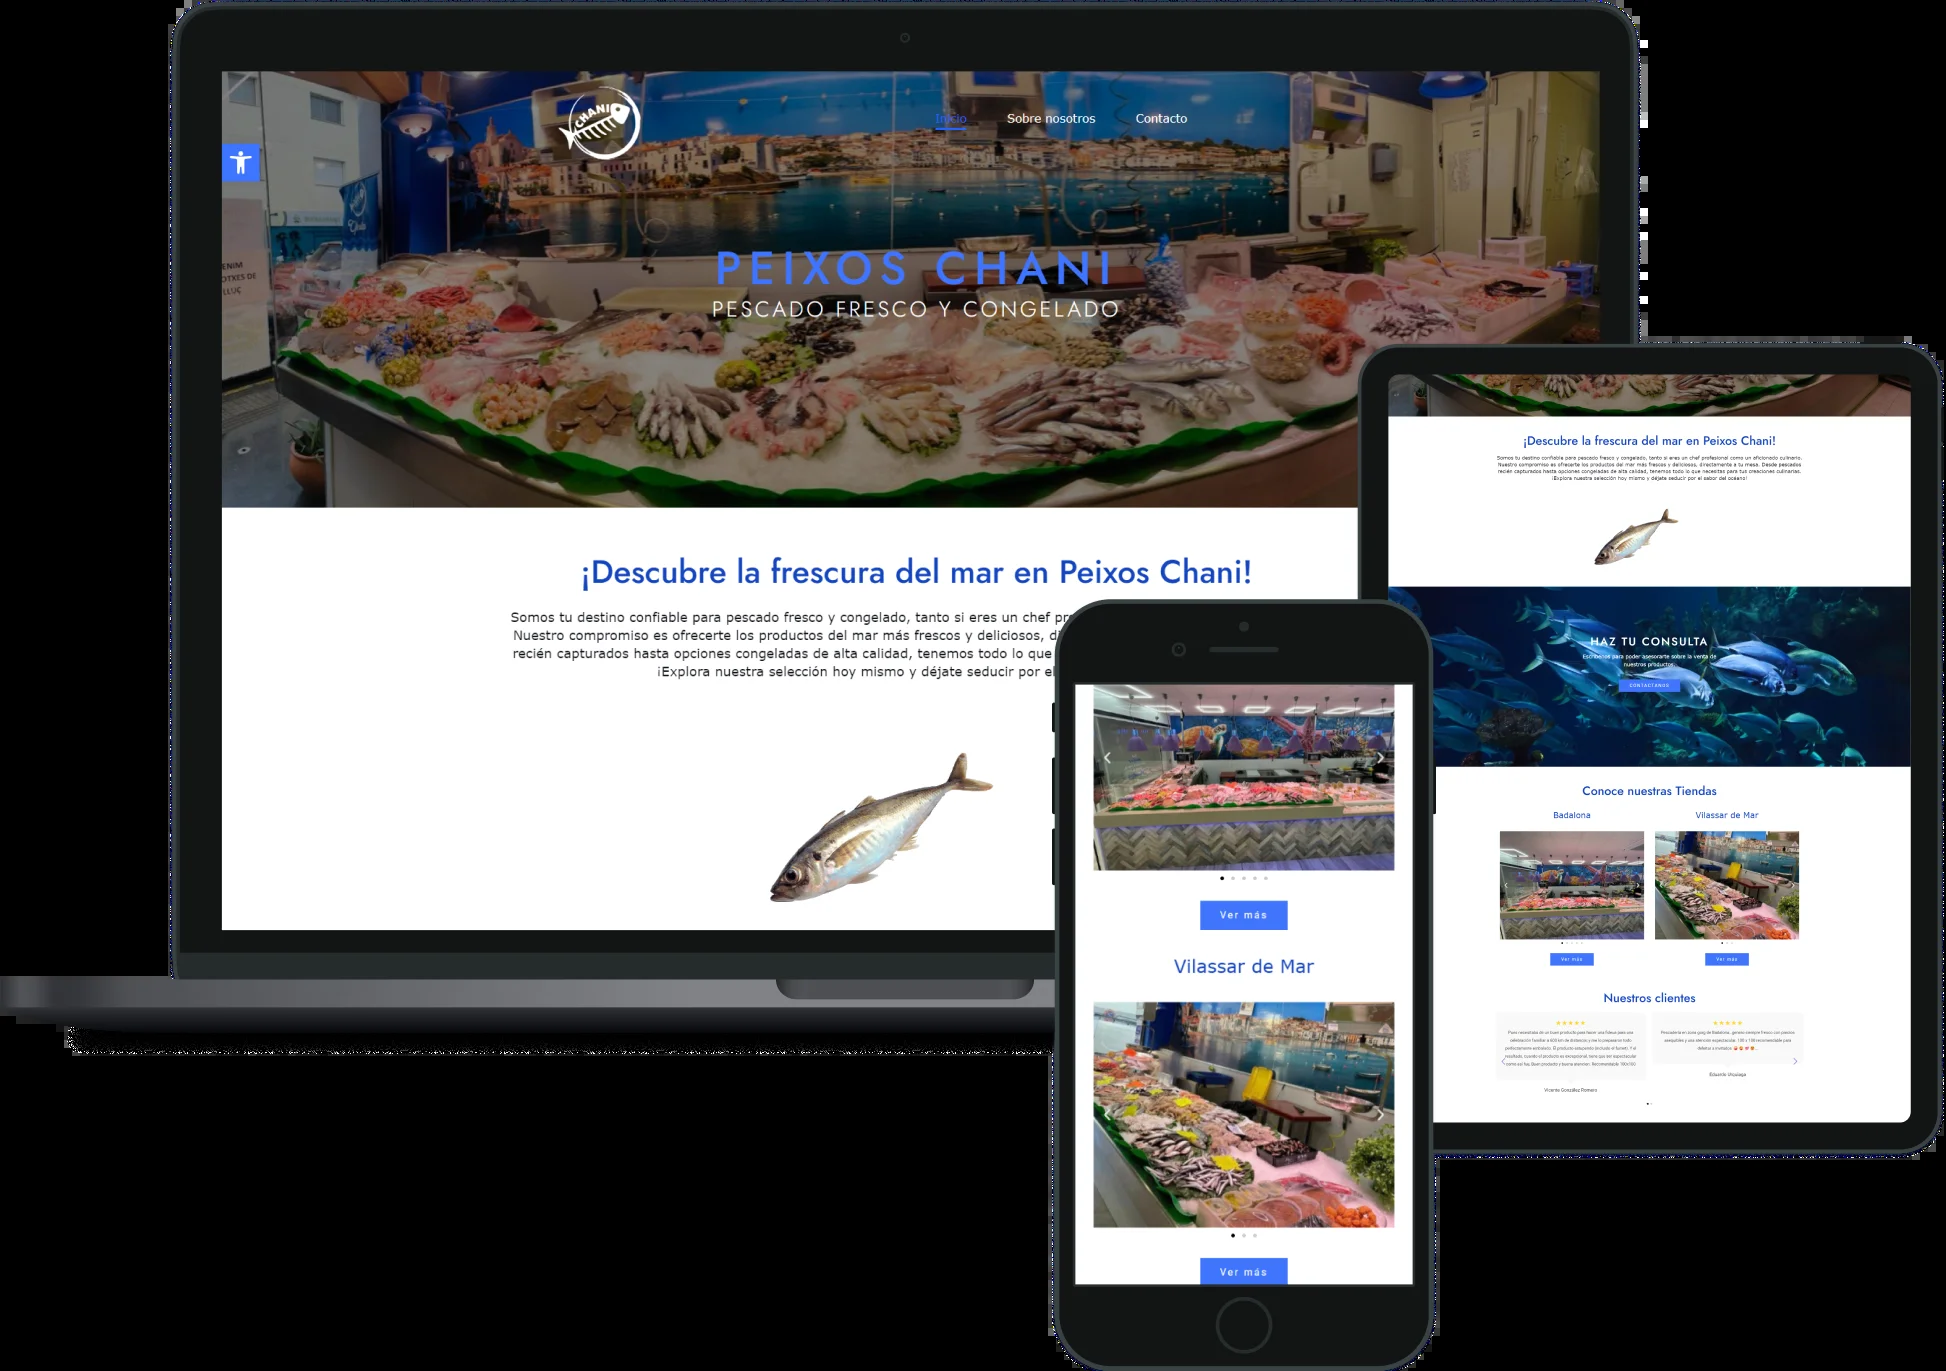 CHANI
Inicio
Sobre nosotros
Contacto
ENIM
LLUÇ
PEIXOS CHANI
PESCADO FRESCO Y CONGELADO
¡Descubre la frescura del mar en Peixos Chani!
Somos tu destino confiable para pescado fresco y congelado, tanto si eres un chef pro
Nuestro compromiso es ofrecerte los productos del mar más frescos y deliciosos, di
recién capturados hasta opciones congeladas de alta calidad, tenemos todo lo que
¡Explora nuestra selección hoy mismo y déjate seducir por el
Ver más
Vilassar de Mar
Ver más
¡Descubre la frescura del mar en Peixos Chani!
Somos tu destino confiable para pescado fresco y congelado, tanto si eres un chef profesional como un aficionado culinario.
Nuestro compromiso es ofrecerte los productos del mar más frescos y deliciosos, directamente a tu mesa. Desde pescados
recién capturados hasta opciones congeladas de alta calidad, tenemos todo lo que necesitas para tus creaciones culinarias.
¡Explora nuestra selección hoy mismo y déjate seducir por el sabor del océano!
HAZ TU CONSULTA
Escríbenos para poder asesorarte sobre la venta de
nuestros productos.
CONTÁCTANOS
Conoce nuestras Tiendas
Badalona
Vilassar de Mar
Ver más
Ver más
Nuestros clientes
Vicente González Romero
Eduardo Urquiaga